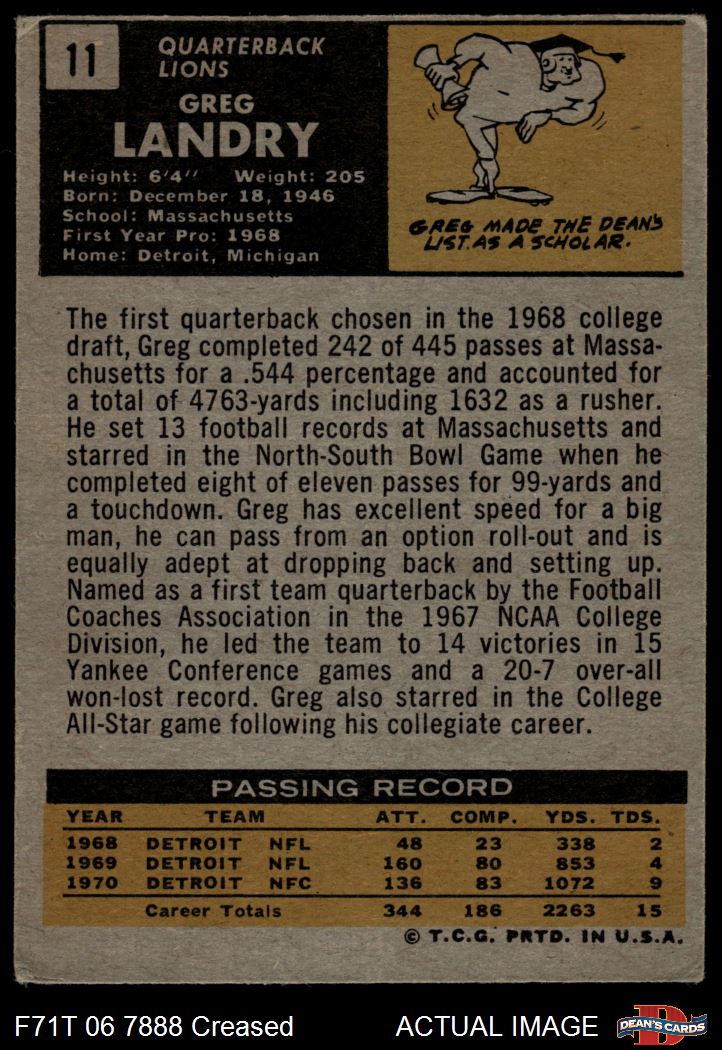 11
QUARTERBACK
LIONS
GREG
LANDRY
Height: 6'4" Weight: 205
Born: December 18, 1946
School: Massachusetts
First Year Pro: 1968
Home: Detroit, Michigan
GREG MADE THE DEAN'S
LIST AS A SCHOLAR.
The first quarterback chosen in the 1968 college
draft, Greg completed 242 of 445 passes at Massa-
chusetts for a .544 percentage and accounted for
a total of 4763-yards including 1632 as a rusher.
He set 13 football records at Massachusetts and
starred in the North-South Bowl Game when he
completed eight of eleven passes for 99-yards and
a touchdown. Greg has excellent speed for a big
man, he can pass from an option roll-out and is
equally adept at dropping back and setting up.
Named as a first team quarterback by the Football
Coaches Association in the 1967 NCAA College
Division, he led the team to 14 victories in 15
Yankee Conference games and a 20-7 over-all
won-lost record. Greg also starred in the College
All-Star game following his collegiate career.
PASSING RECORD
YEAR TEAM ATT. COMP. YDS. TDS.
1968 DETROIT NFL 48 23 338 2
1969 DETROIT NFL 160 80 853 4
1970 DETROIT NFC 136 83 1072 9
Career Totals 344 186 2263 15
© T.C.G. PRTD. IN U.S.A.
F71T 06 7888 Creased ACTUAL IMAGE
D
DEAN'S CARDS